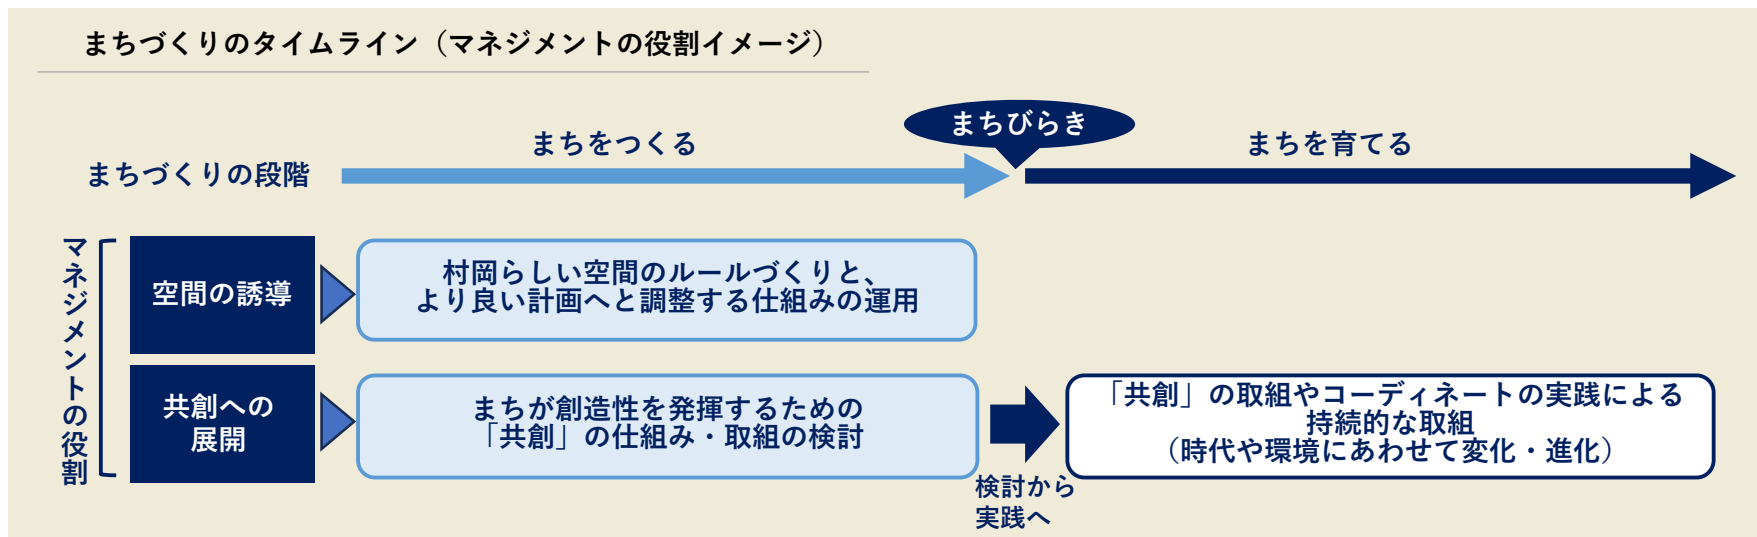 まちづくりのタイムライン（マネジメントの役割イメージ）
まちびらき
まちをつくる
まちを育てる
まちづくりの段階
マネジメントの役割
空間の誘導
村岡らしい空間のルールづくりと、
より良い計画へと調整する仕組みの運用
共創への
展開
まちが創造性を発揮するための
「共創」の仕組み・取組の検討
検討から
実践へ
「共創」の取組やコーディネートの実践による
持続的な取組
（時代や環境にあわせて変化・進化）